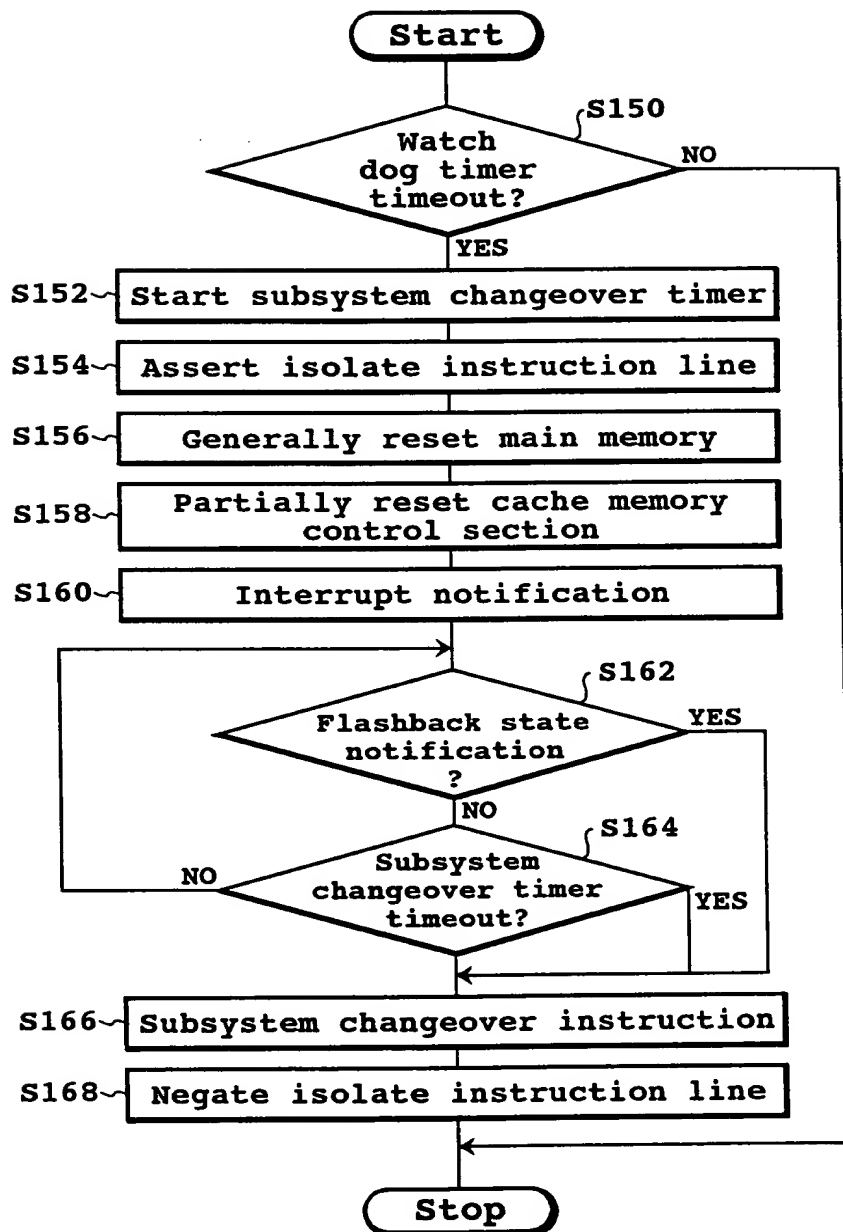 Start
S150
Watch
dog timer
timeout?
NO
YES
S152
Start subsystem changeover timer
S154
Assert isolate instruction line
S156
Generally reset main memory
S158
Partially reset cache memory
control section
S160
Interrupt notification
S162
Flashback state
notification
?
YES
NO
S164
Subsystem
changeover timer
timeout?
NO
YES
S166
Subsystem changeover instruction
S168
Negate isolate instruction line
Stop